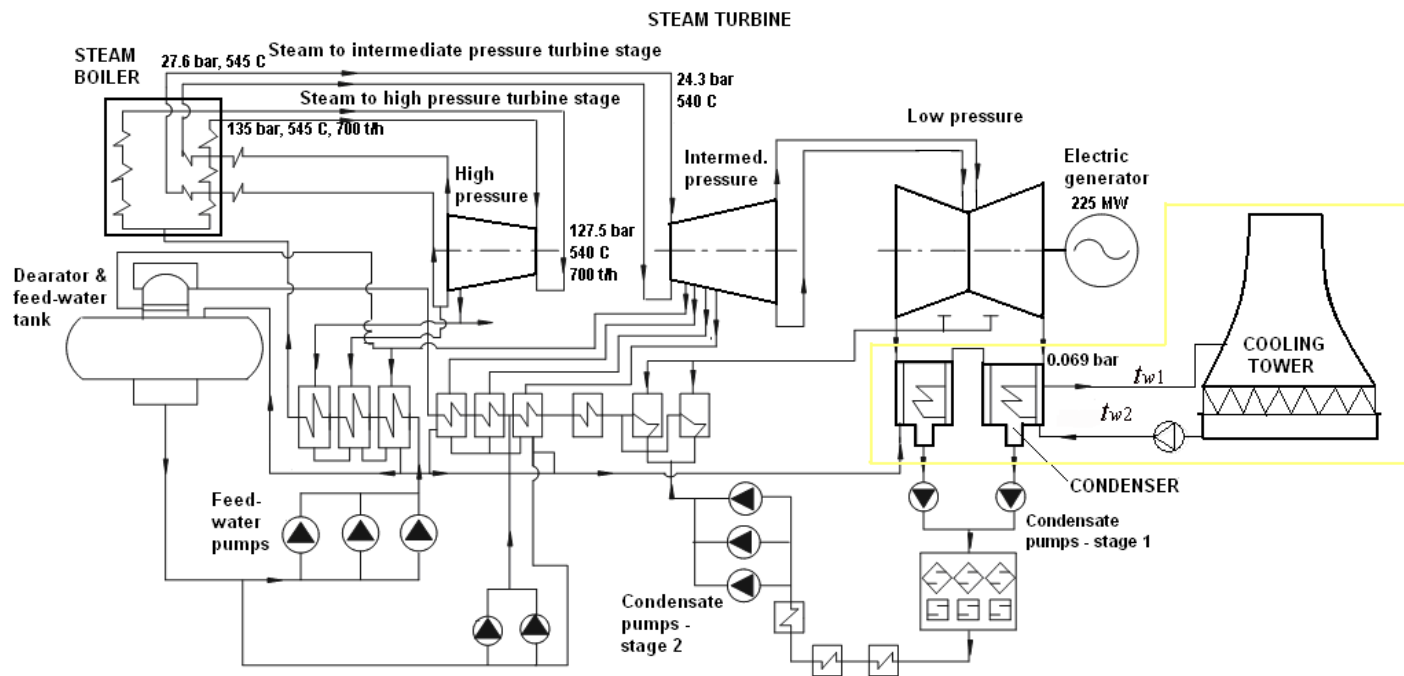 STEAM TURBINE
STEAM
BOILER
27.6 bar, 545 C
Steam to intermediate pressure turbine stage
Steam to high pressure turbine stage
135 bar, 545 C, 700 t/h
24.3 bar
540 C
Low pressure
High
pressure
Intermed.
pressure
Electric
generator
225 MW
127.5 bar
540 C
700 t/h
Dearator &
feed-water
tank
0.069 bar
tw1
tw2
COOLING
TOWER
CONDENSER
Feed-
water
pumps
Condensate
pumps - stage 1
Condensate
pumps -
stage 2